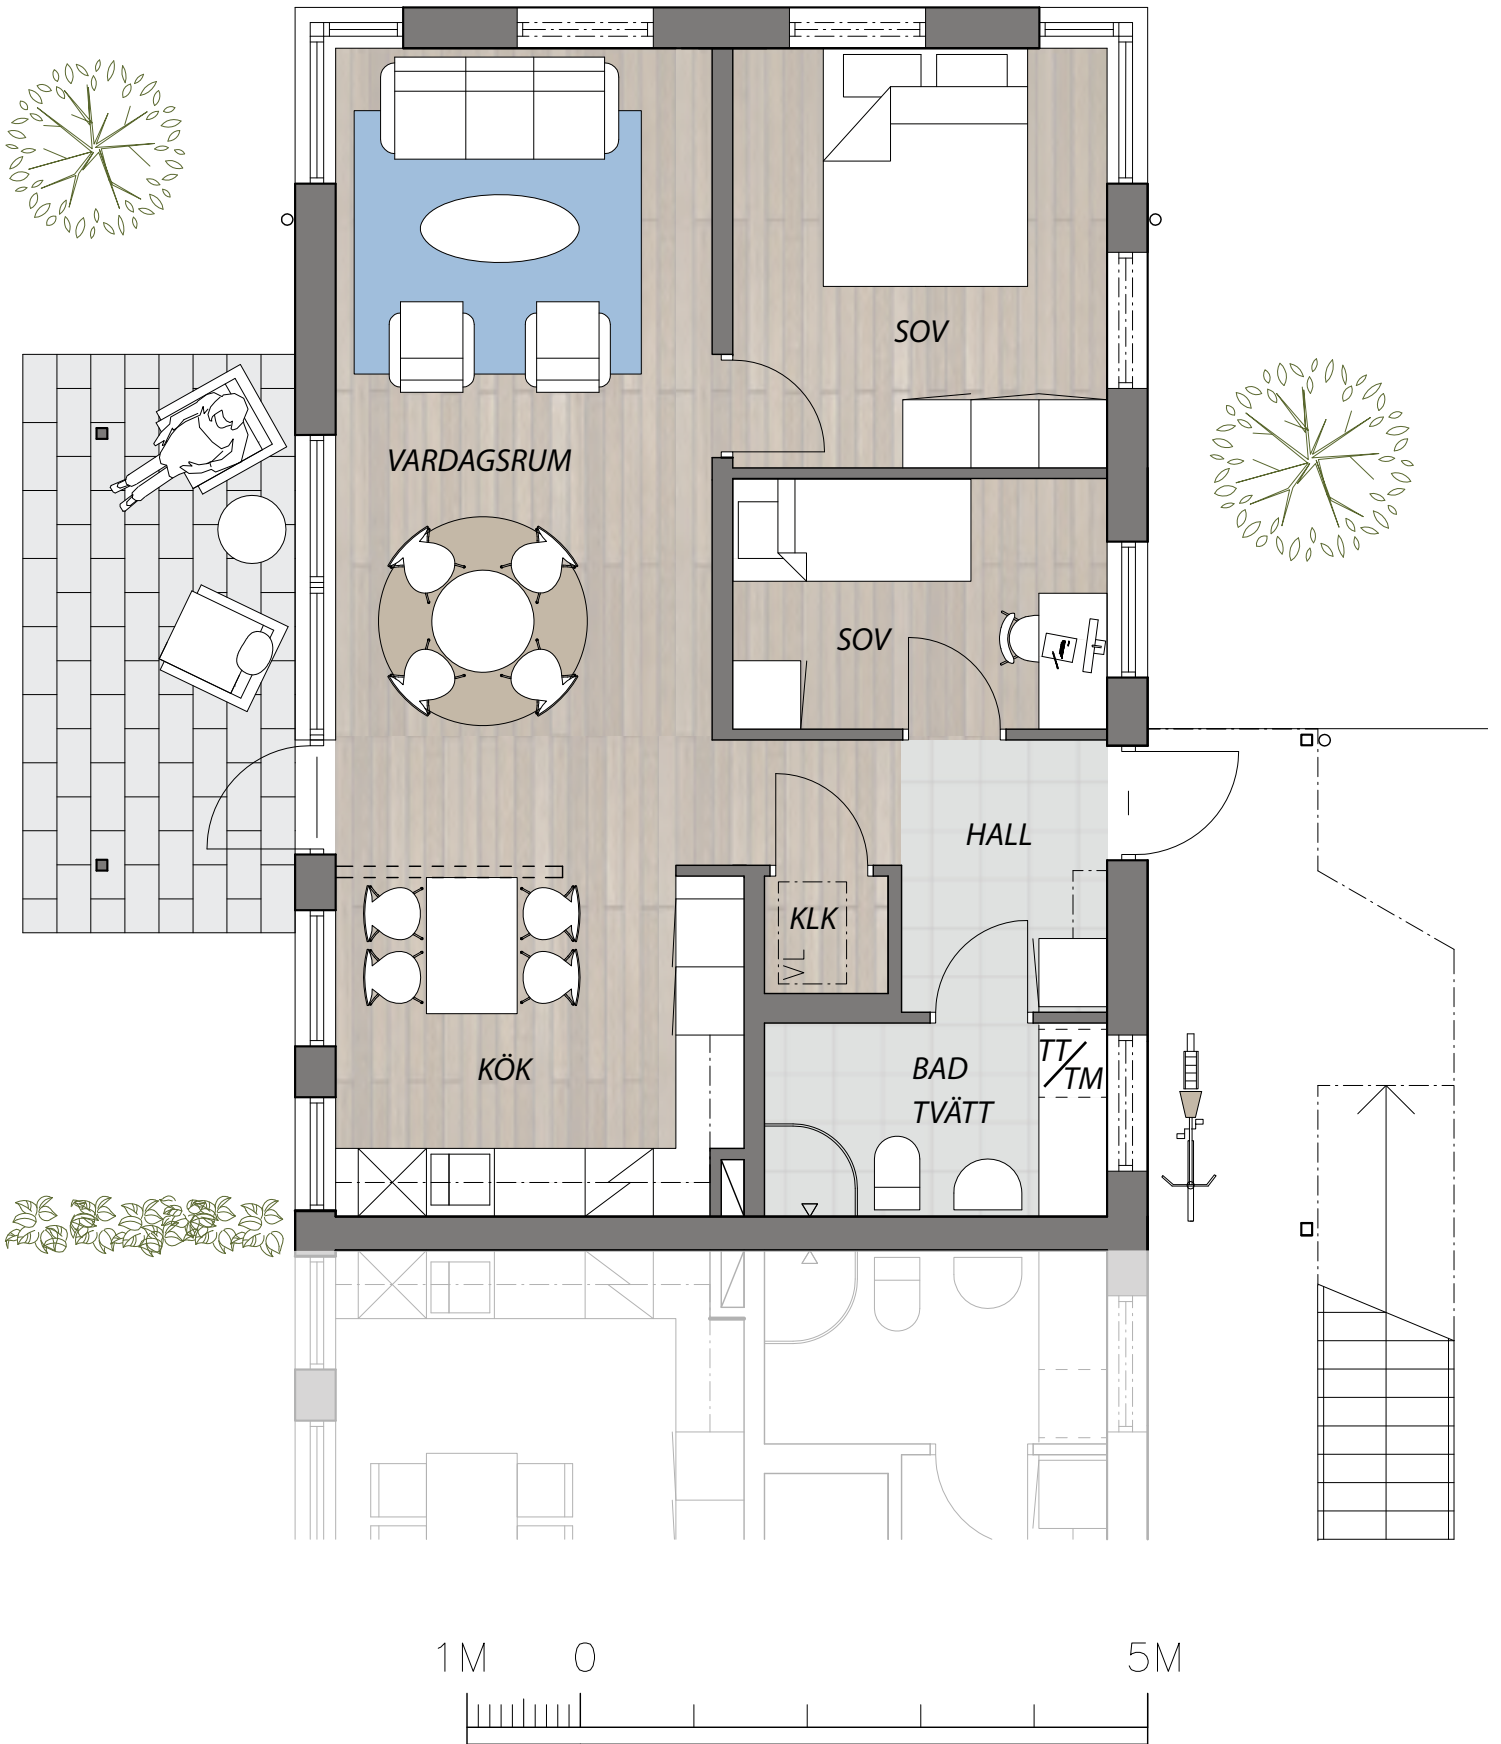 SOV
VARDAGSRUM
SOV
HALL
KLK
VL
KÖK
BAD
TVÄTT
TT/
TM
1M 0 5M